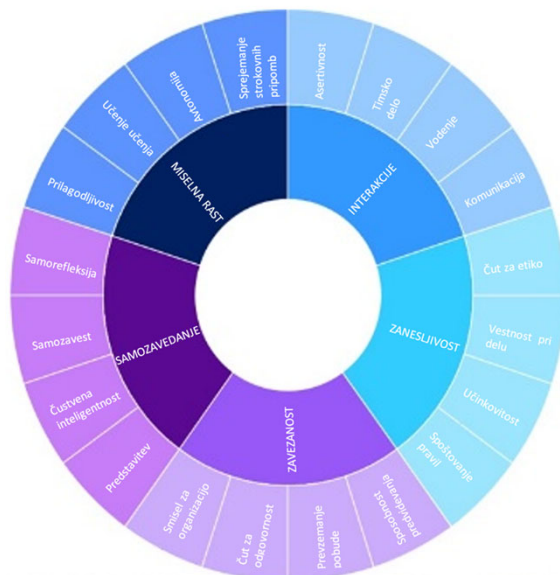 Sprejemanje
strokovnih
pripomb
Asertivnost
Timsko
delo
Vodenje
Komunikacija
Čut za etiko
Vestnost pri
delu
Učinkovitost
Spoštovanje
pravil
Sposobnost
predvidevanja
Prevzemanje
pobude
Čut za
odgovornost
Smisel za
organizacijo
Predstavitev
Čustvena
inteligentnost
Samozavest
Samorefleksija
Prilagodljivost
Učenje učenja
Avtonomija
MISELNA RAST
INTERAKCIJE
ZANESLJIVOST
ZAVEZANOST
SAMOZAVEDANJE